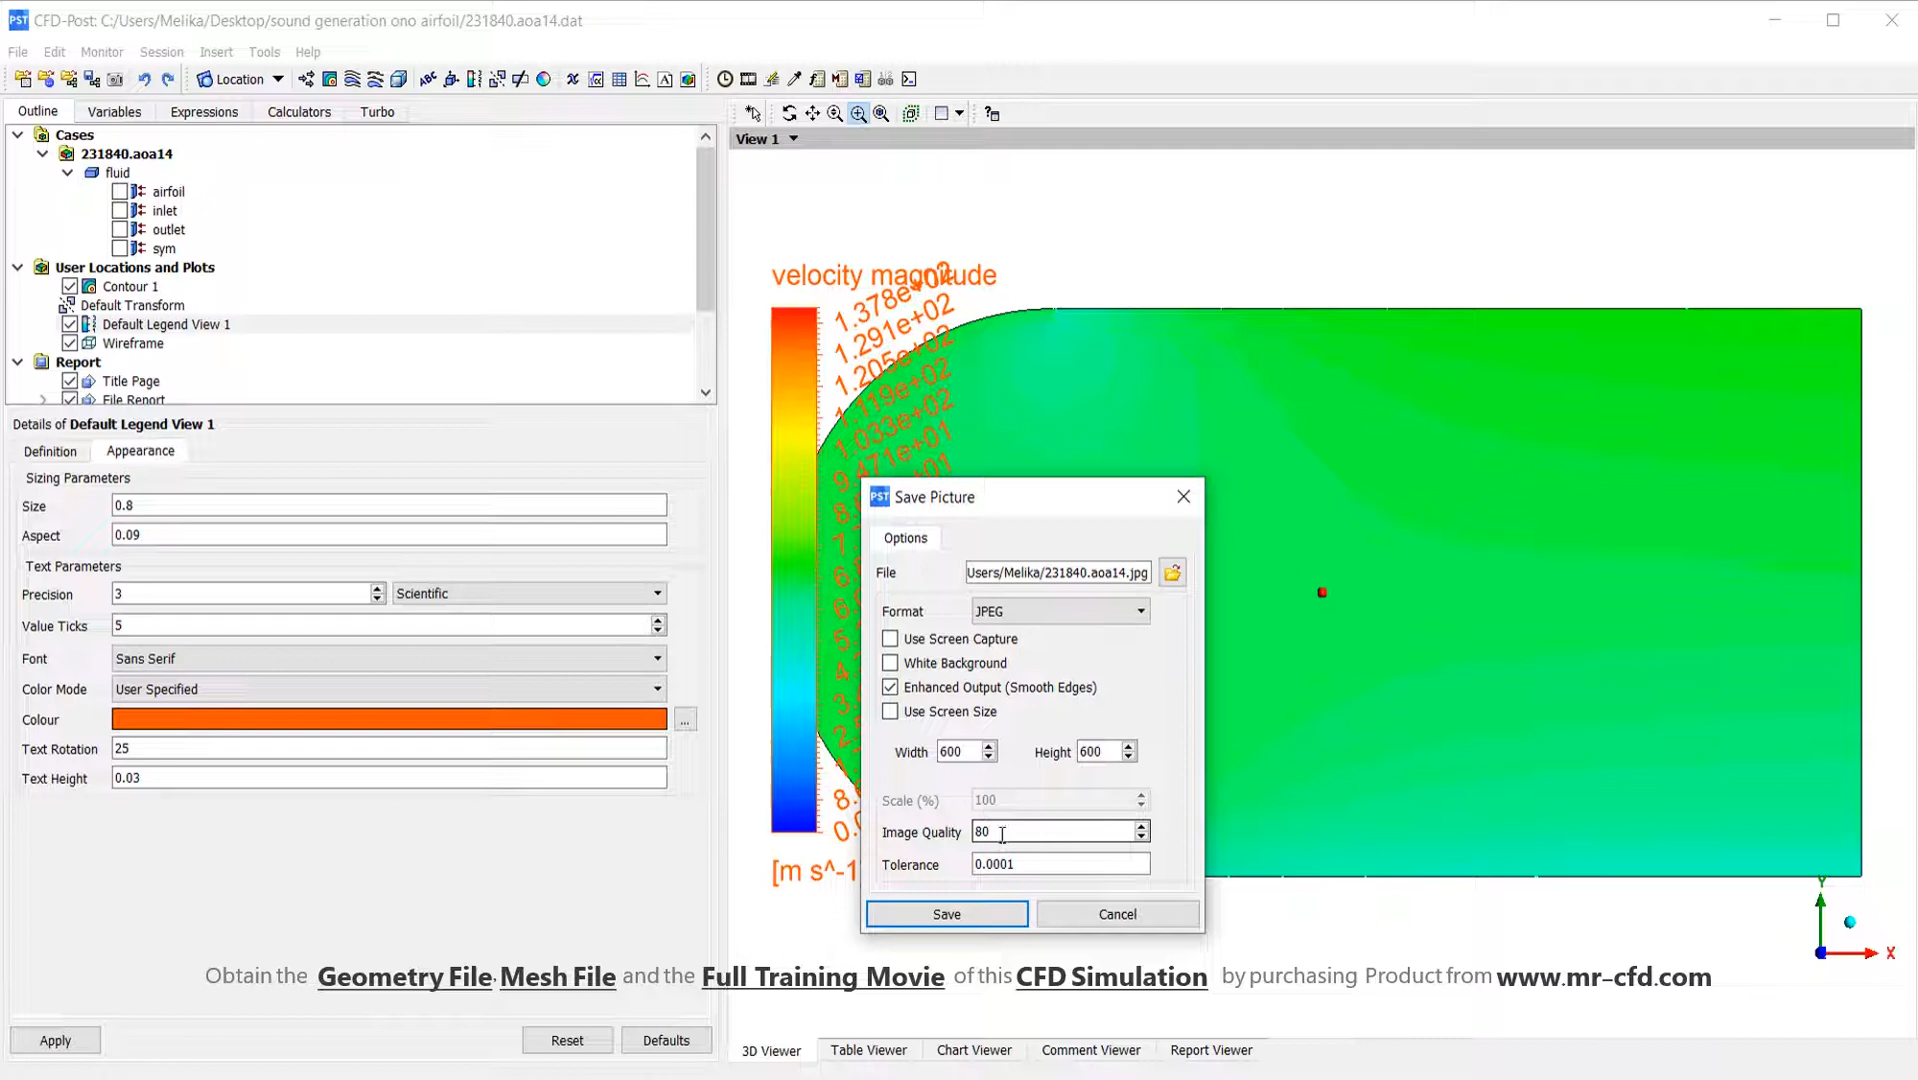 PST CFD-Post: C:/Users/Melika/Desktop/sound generation ono airfoil/231840.aoa14.dat
File Edit Monitor Session Insert Tools Help
Location
Outline Variables Expressions Calculators Turbo
Cases
231840.aoa14
fluid
airfoil
inlet
outlet
sym
User Locations and Plots
Contour 1
Default Transform
Default Legend View 1
Wireframe
Report
Title Page
File Report
Details of Default Legend View 1
Definition Appearance
Sizing Parameters
Size 0.8
Aspect 0.09
Text Parameters
Precision 3 Scientific
Value Ticks 5
Font Sans Serif
Color Mode User Specified
Colour ...
Text Rotation 25
Text Height 0.03
Apply Reset Defaults
View 1
velocity magnitude
1.378e+02
1.291e+02
1.205e+02
1.119e+02
1.033e+02
9.471e+01
[m s^-1
PST Save Picture
Options
File Users/Melika/231840.aoa14.jpg
Format JPEG
Use Screen Capture
White Background
Enhanced Output (Smooth Edges)
Use Screen Size
Width 600 Height 600
Scale (%) 100
Image Quality 80
Tolerance 0.0001
Save Cancel
Y
X
Obtain the Geometry File, Mesh File and the Full Training Movie of this CFD Simulation by purchasing Product from www.mr-cfd.com
3D Viewer Table Viewer Chart Viewer Comment Viewer Report Viewer